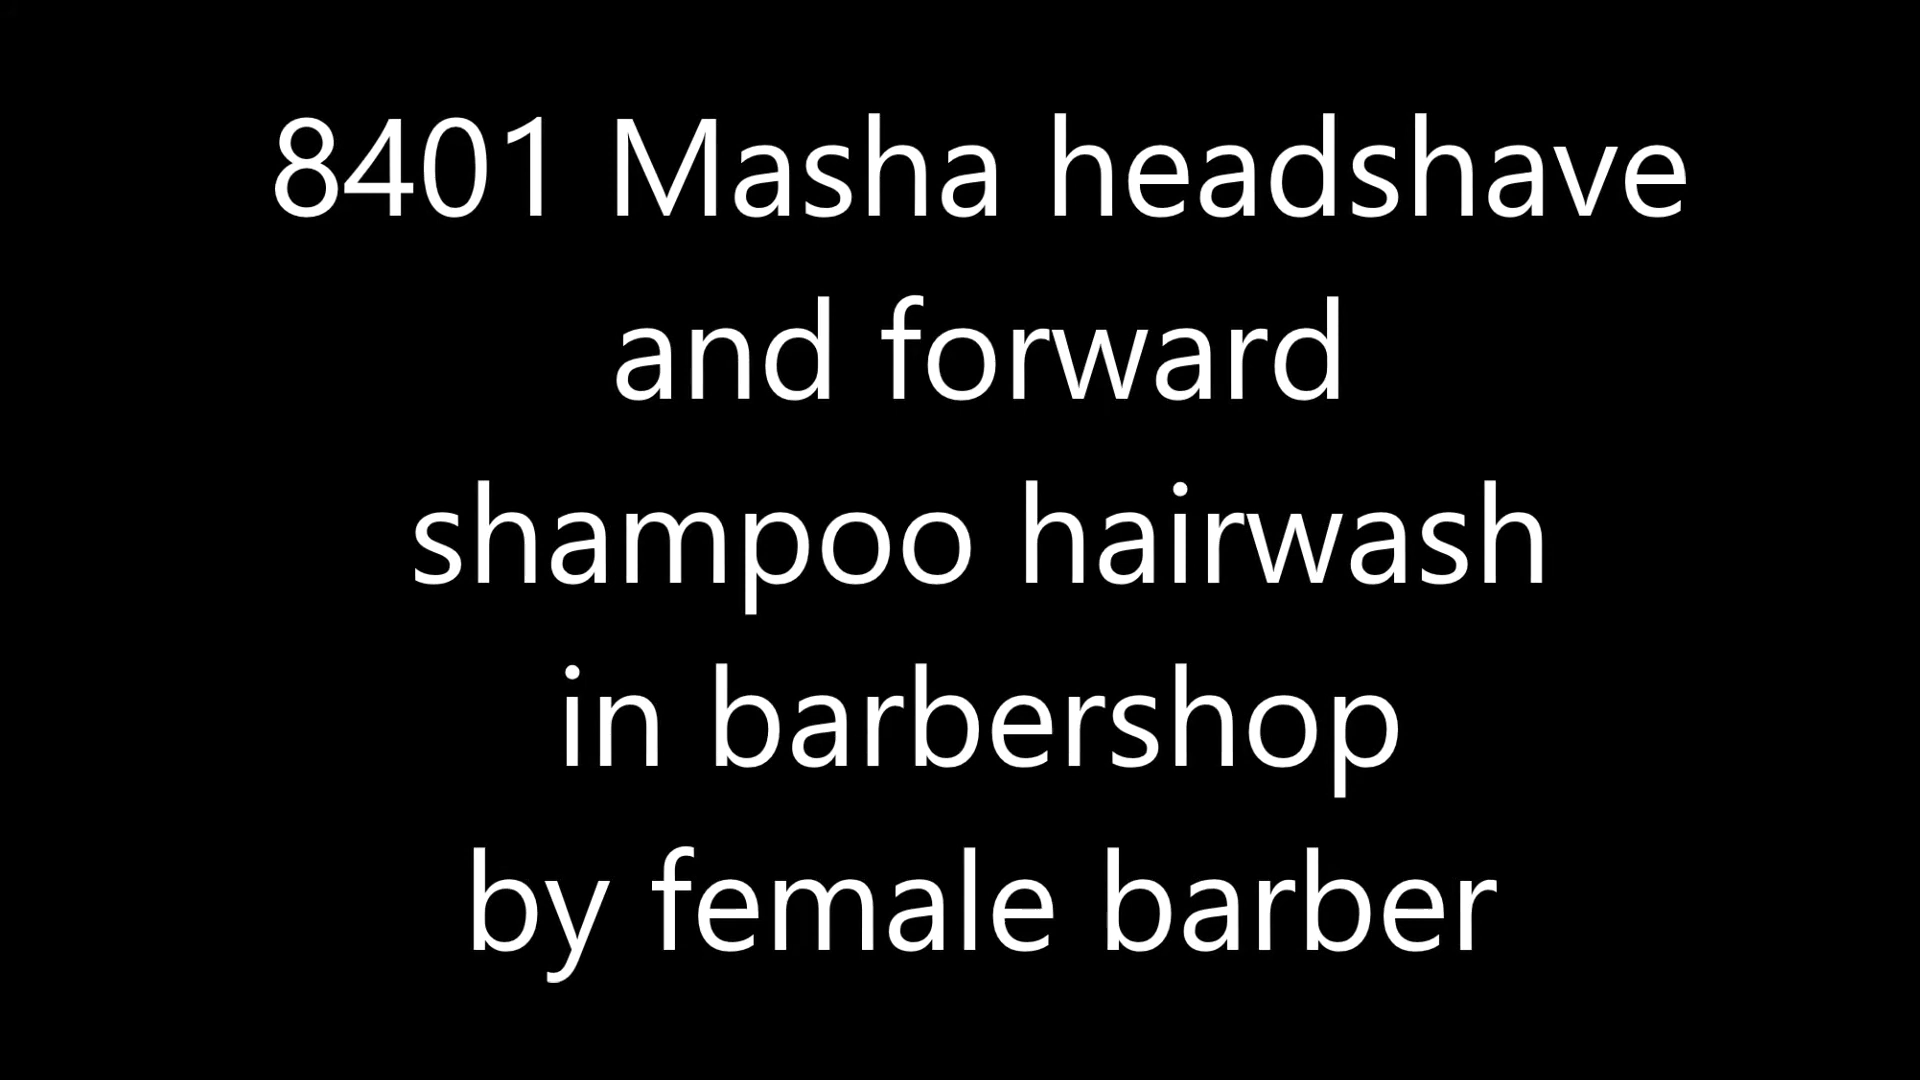 8401 Masha headshave
and forward
shampoo hairwash
in barbershop
by female barber